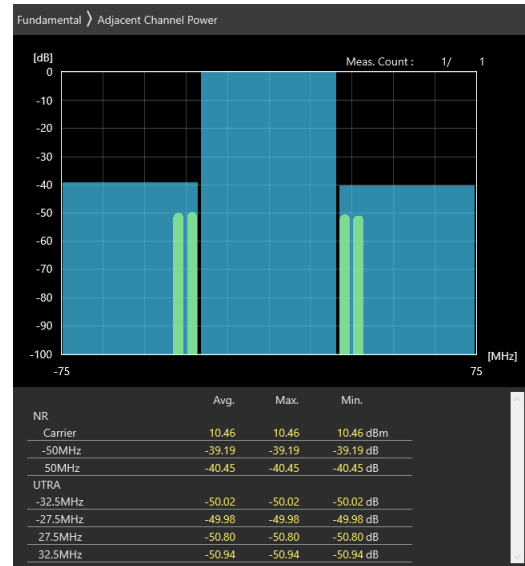 Fundamental 〉 Adjacent Channel Power
[dB]
Meas. Count : 1/ 1
0
-10
-20
-30
-40
-50
-60
-70
-80
-90
-100
[MHz]
-75 75
Avg. Max. Min.
NR
Carrier 10.46 10.46 10.46 dBm
-50MHz -39.19 -39.19 -39.19 dB
50MHz -40.45 -40.45 -40.45 dB
UTRA
-32.5MHz -50.02 -50.02 -50.02 dB
-27.5MHz -49.98 -49.98 -49.98 dB
27.5MHz -50.80 -50.80 -50.80 dB
32.5MHz -50.94 -50.94 -50.94 dB